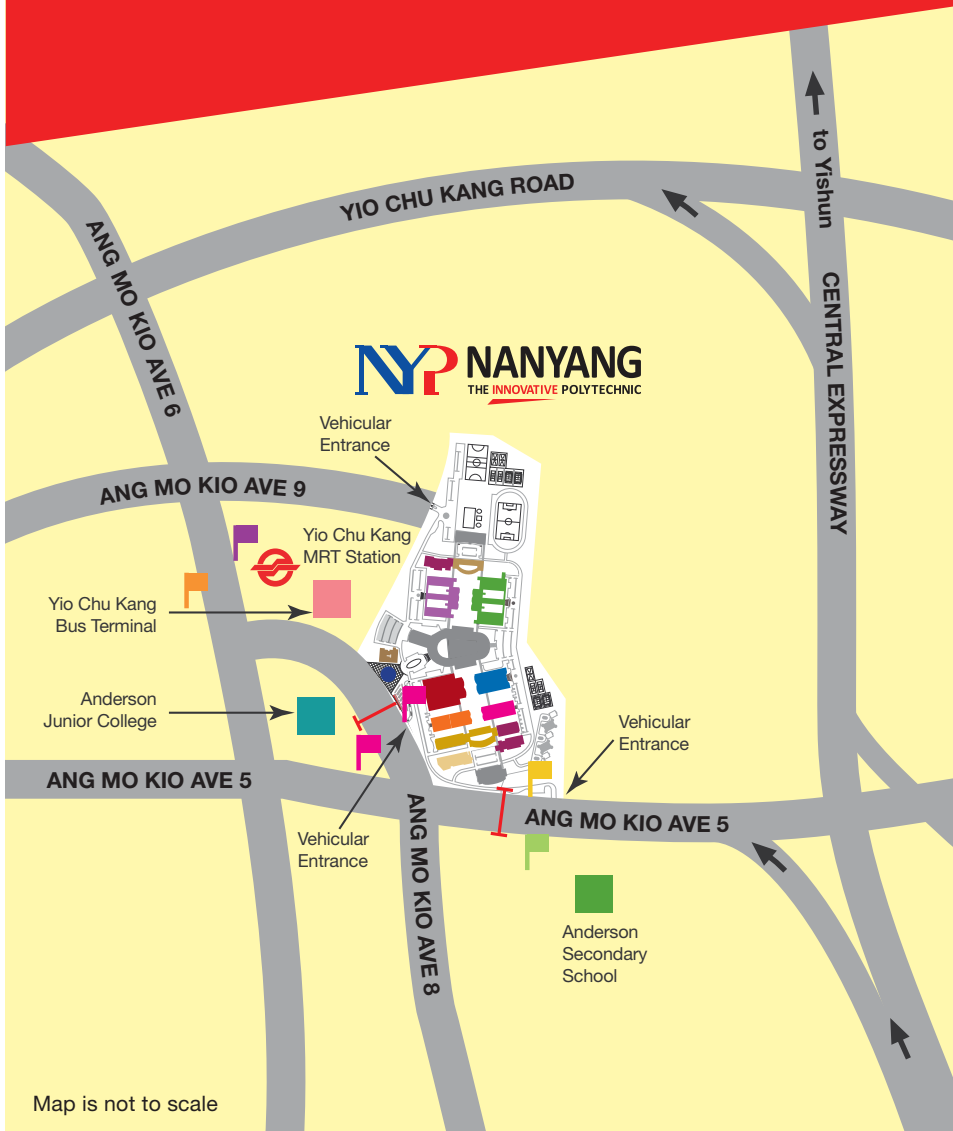 to Yishun
YIO CHU KANG ROAD
ANG MO KIO AVE 6
CENTRAL EXPRESSWAY
NYP NANYANG
THE INNOVATIVE POLYTECHNIC
Vehicular
Entrance
ANG MO KIO AVE 9
Yio Chu Kang
MRT Station
Yio Chu Kang
Bus Terminal
Anderson
Junior College
Vehicular
Entrance
ANG MO KIO AVE 5
ANG MO KIO AVE 5
Vehicular
Entrance
ANG MO KIO AVE 8
Anderson
Secondary
School
Map is not to scale